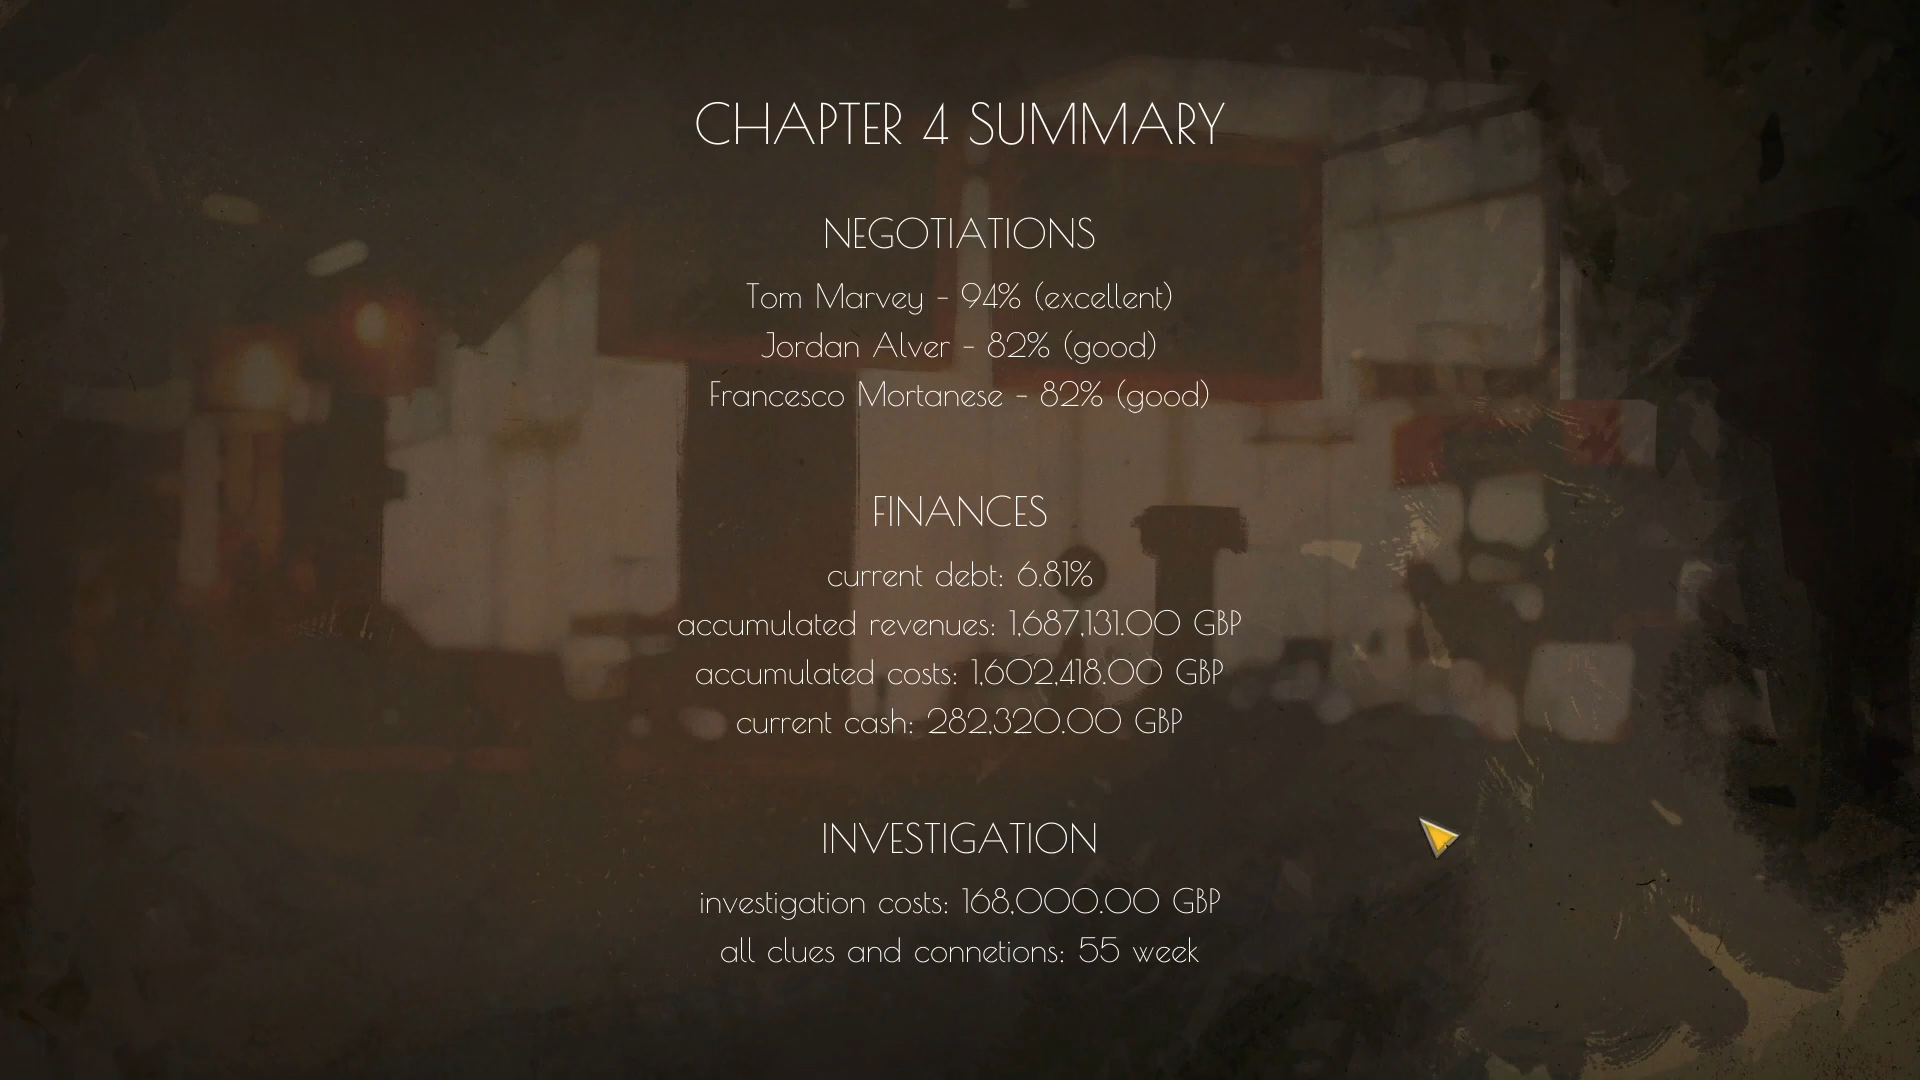 CHAPTER 4 SUMMARY
NEGOTIATIONS
Tom Marvey - 94% (excellent)
Jordan Alver - 82% (good)
Francesco Mortanese - 82% (good)
FINANCES
current debt: 6.81%
accumulated revenues: 1,687,131.00 GBP
accumulated costs: 1,602,418.00 GBP
current cash: 282,320.00 GBP
INVESTIGATION
investigation costs: 168,000.00 GBP
all clues and connetions: 55 week